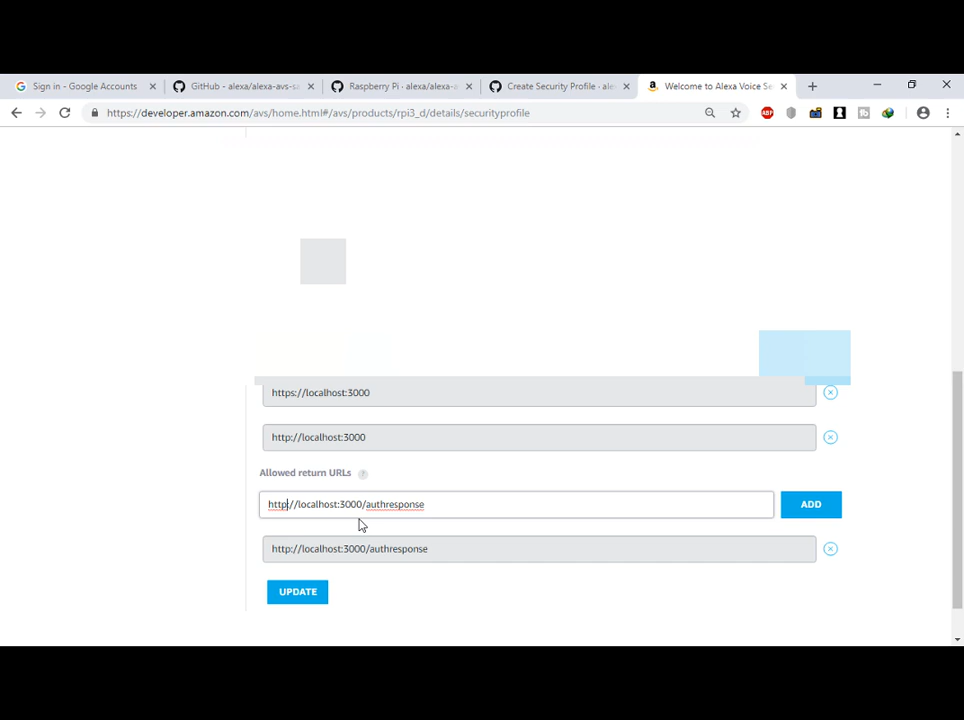 Sign in - Google Accounts
GitHub - alexa/alexa-avs-sa
Raspberry Pi · alexa/alexa-a
Create Security Profile · ale
Welcome to Alexa Voice Se
https://developer.amazon.com/avs/home.html#/avs/products/rpi3_d/details/securityprofile
ABP
https://localhost:3000
http://localhost:3000
Allowed return URLs ?
http//localhost:3000/authresponse
ADD
http://localhost:3000/authresponse
UPDATE